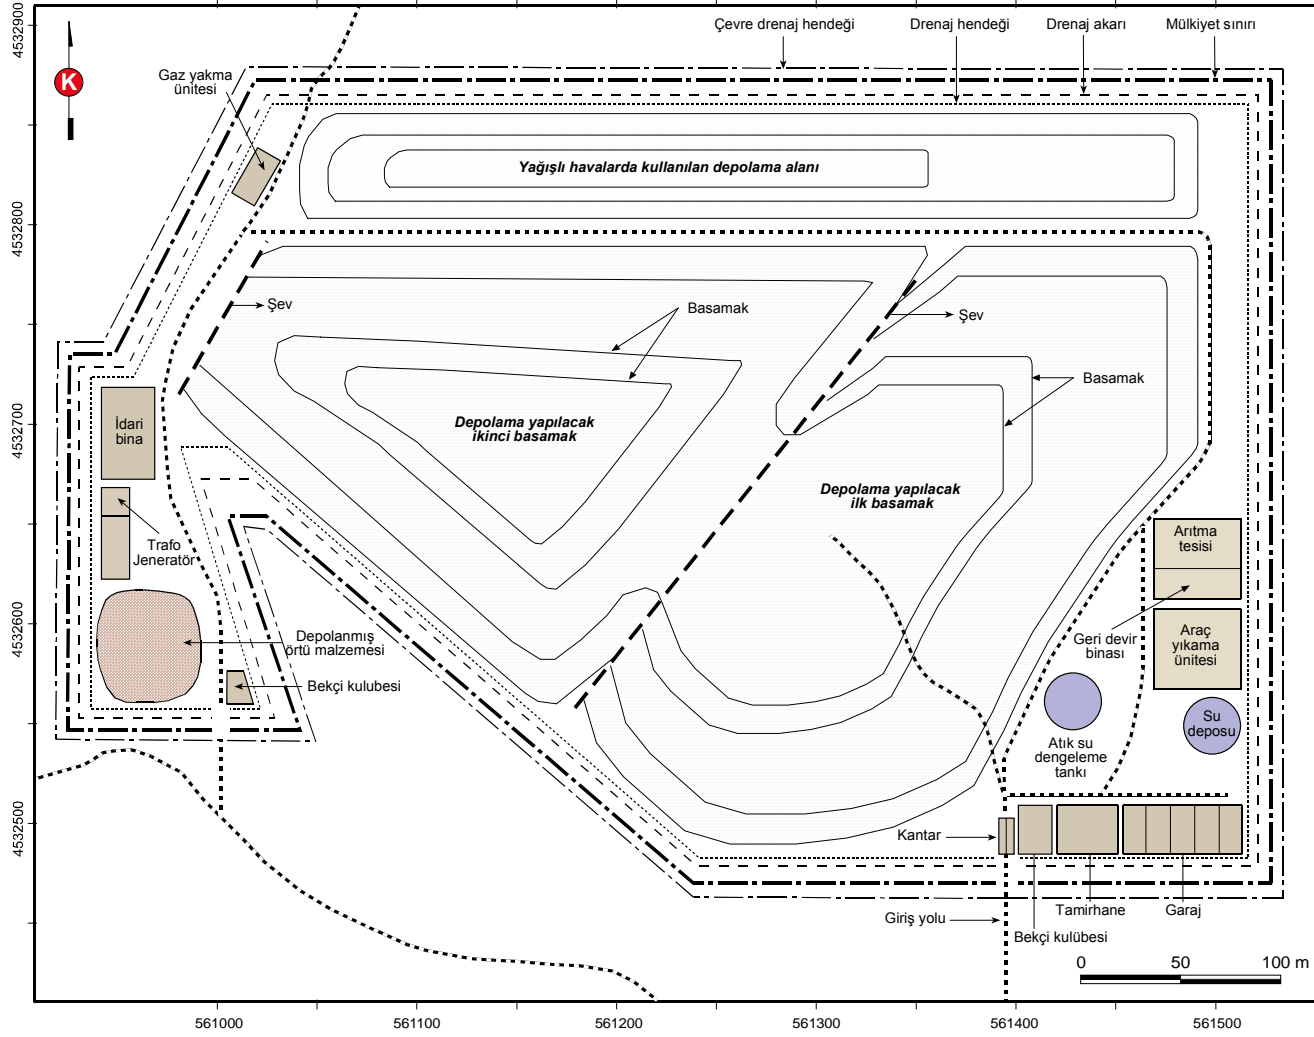 Çevre drenaj hendeği
Drenaj hendeği
Drenaj akarı
Mülkiyet sınırı
4532900
K
Gaz yakma
ünitesi
Yağışlı havalarda kullanılan depolama alanı
4532800
Şev
Basamak
Şev
Basamak
4532700
İdari
bina
Depolama yapılacak
ikinci basamak
Depolama yapılacak
ilk basamak
Trafo
Jeneratör
Arıtma
tesisi
4532600
Depolanmış
örtü malzemesi
Geri devir
binası
Araç
yıkama
ünitesi
Bekçi kulubesi
Su
deposu
Atık su
dengeleme
tankı
4532500
Kantar
Giriş yolu
Tamirhane
Garaj
Bekçi kulübesi
0 50 100 m
561000 561100 561200 561300 561400 561500